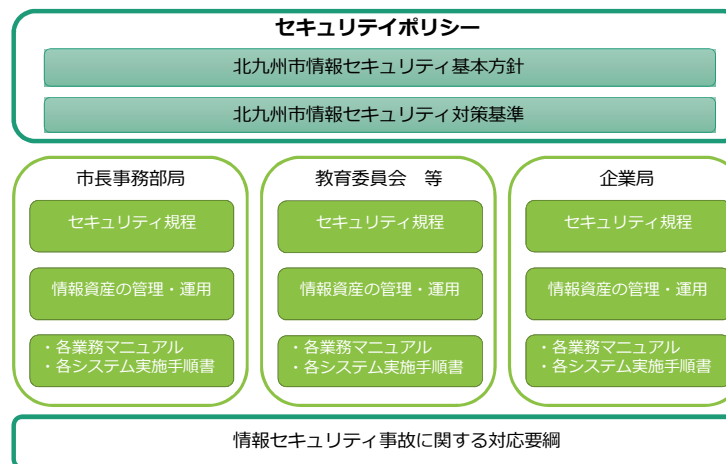 セキュリテイポリシー
北九州市情報セキュリティ基本方針
北九州市情報セキュリティ対策基準
市長事務部局
セキュリティ規程
情報資産の管理・運用
・各業務マニュアル
・各システム実施手順書
教育委員会　等
セキュリティ規程
情報資産の管理・運用
・各業務マニュアル
・各システム実施手順書
企業局
セキュリティ規程
情報資産の管理・運用
・各業務マニュアル
・各システム実施手順書
情報セキュリティ事故に関する対応要綱